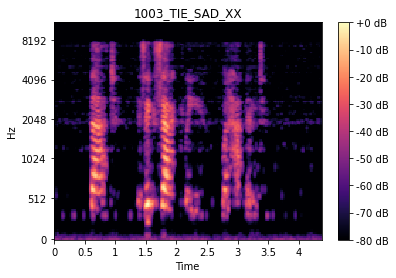 1003_TIE_SAD_XX
+0 dB
8192
-10 dB
4096
-20 dB
-30 dB
2048
Hz
-40 dB
1024
-50 dB
512
-60 dB
-70 dB
0
-80 dB
0 0.5 1 1.5 2 2.5 3 3.5 4
Time